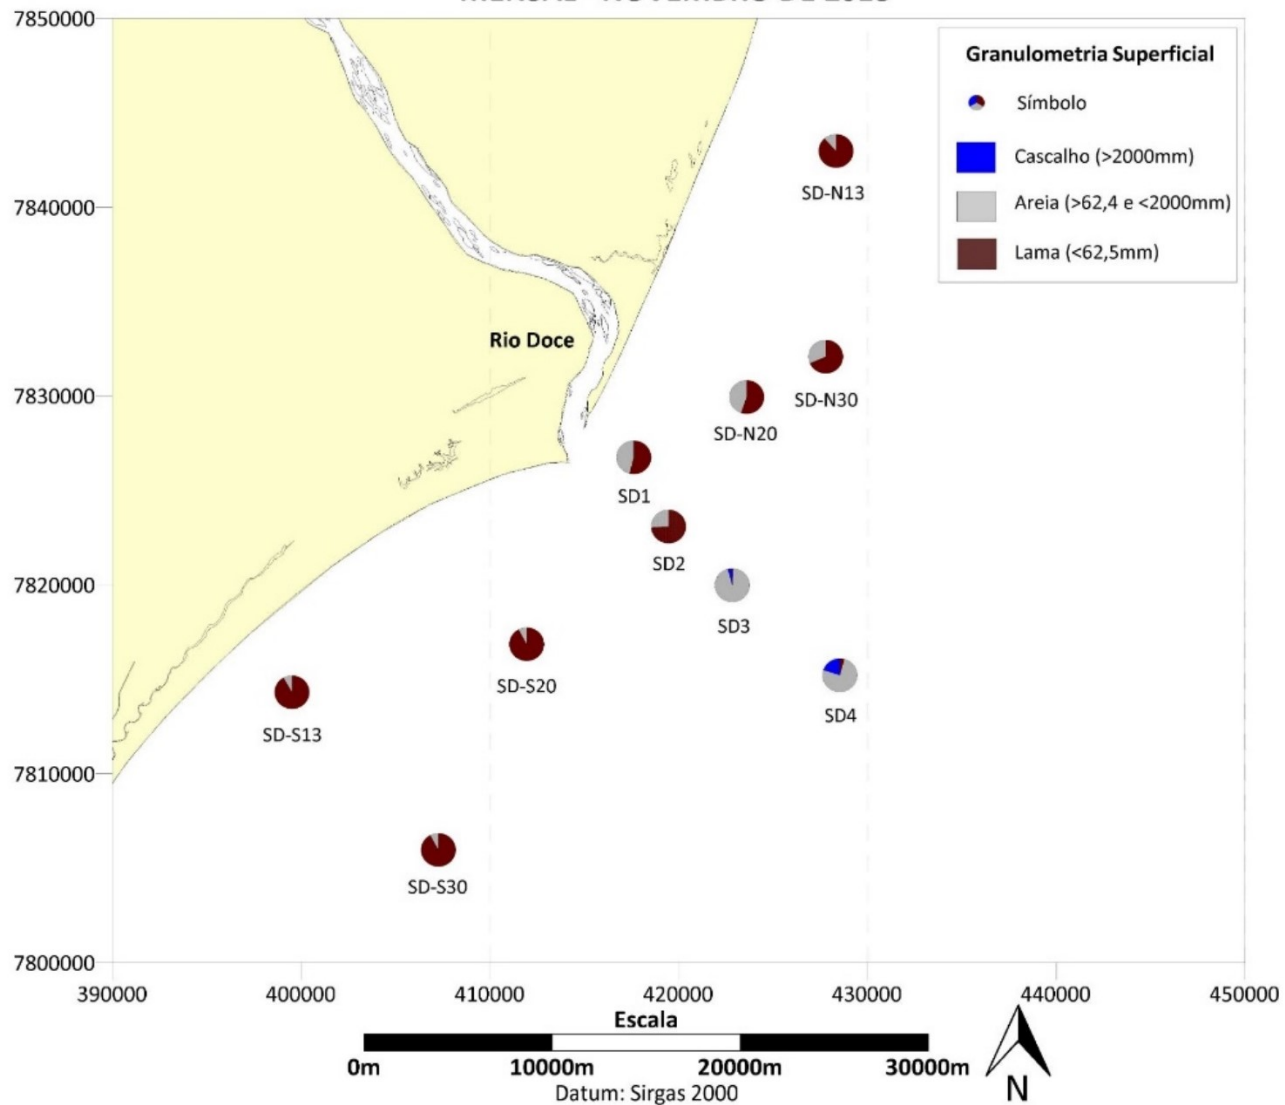 7850000
7840000
7830000
7820000
7810000
7800000
390000
400000
410000
420000
430000
440000
450000
Granulometria Superficial
Símbolo
Cascalho (>2000mm)
Areia (>62,4 e <2000mm)
Lama (<62,5mm)
Rio Doce
SD-N13
SD-N30
SD-N20
SD1
SD2
SD3
SD4
SD-S20
SD-S13
SD-S30
Escala
0m
10000m
20000m
30000m
Datum: Sirgas 2000
N